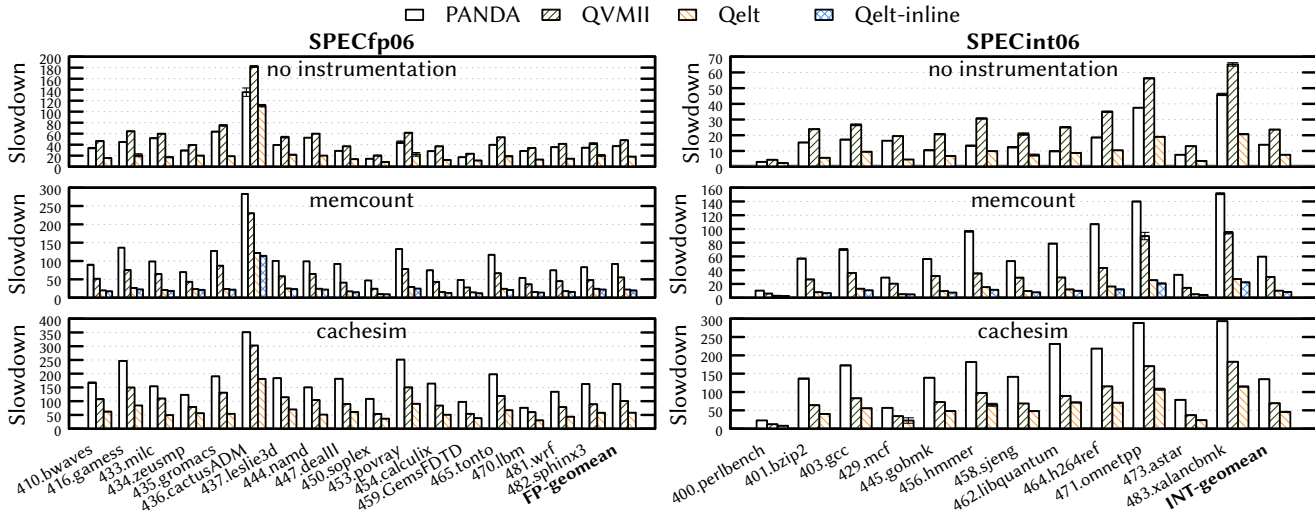 PANDA QVMII Qelt Qelt-inline
SPECfp06
no instrumentation
Slowdown
200
180
160
140
120
100
80
60
40
20
0
memcount
Slowdown
300
250
200
150
100
50
0
cachesim
Slowdown
400
350
300
250
200
150
100
50
0
410.bwaves
416.gamess
433.milc
434.zeusmp
435.gromacs
436.cactusADM
437.leslie3d
444.namd
447.dealII
450.soplex
453.povray
454.calculix
459.GemsFDTD
465.tonto
470.lbm
481.wrf
482.sphinx3
FP-geomean
SPECint06
no instrumentation
Slowdown
70
60
50
40
30
20
10
0
memcount
Slowdown
160
140
120
100
80
60
40
20
0
cachesim
Slowdown
300
250
200
150
100
50
0
400.perlbench
401.bzip2
403.gcc
429.mcf
445.gobmk
456.hmmer
458.sjeng
462.libquantum
464.h264ref
471.omnetpp
473.astar
483.xalancbmk
INT-geomean